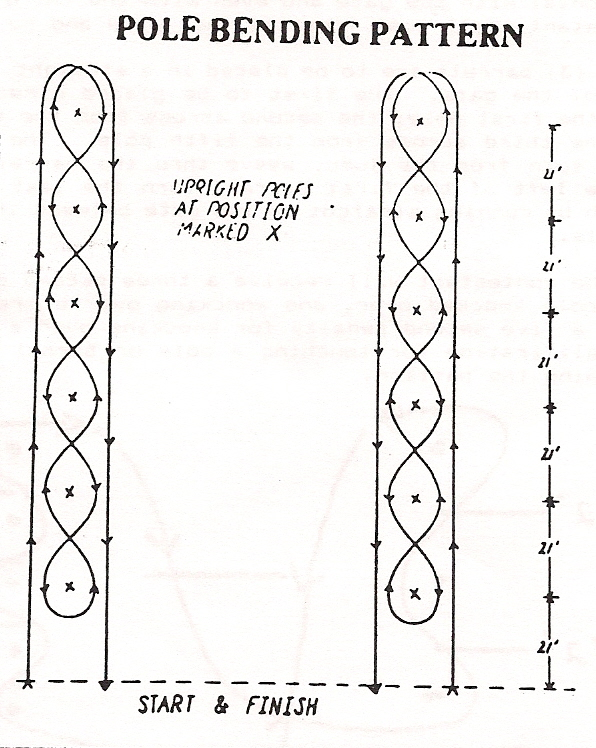 POLE BENDING PATTERN
UPRIGHT POLES
AT POSITION
MARKED X
21'
21'
21'
21'
21'
21'
START & FINISH